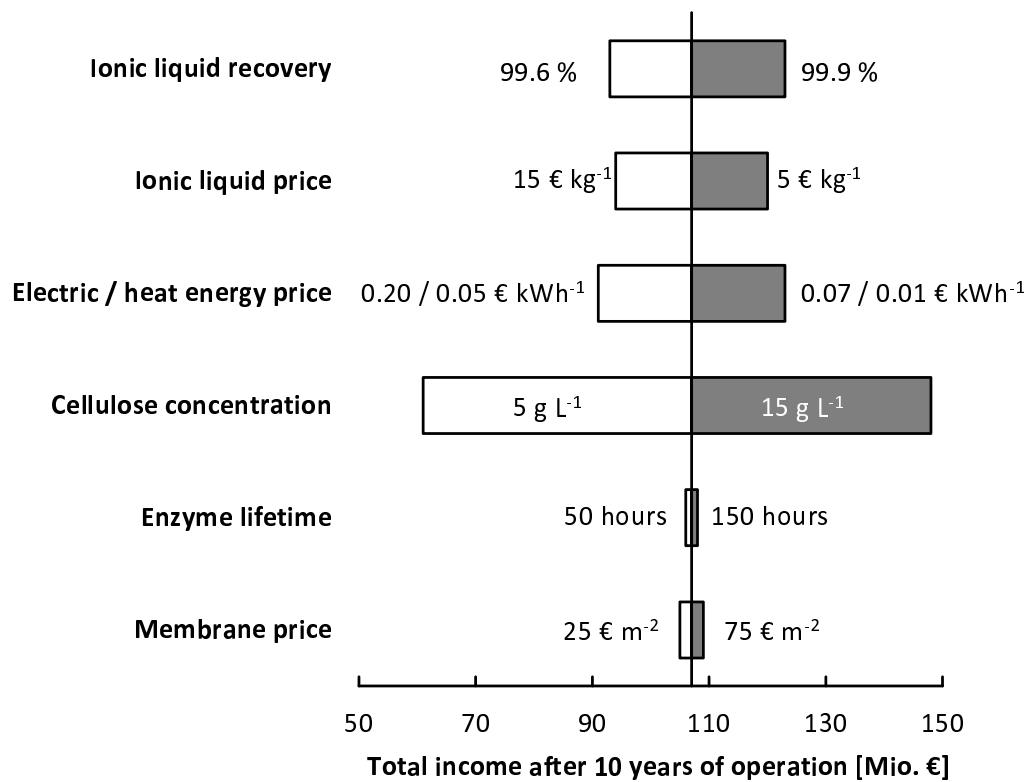 Ionic liquid recovery 99.6 % 99.9 %
Ionic liquid price 15 € kg⁻¹ 5 € kg⁻¹
Electric / heat energy price 0.20 / 0.05 € kWh⁻¹ 0.07 / 0.01 € kWh⁻¹
Cellulose concentration 5 g L⁻¹ 15 g L⁻¹
Enzyme lifetime 50 hours 150 hours
Membrane price 25 € m⁻² 75 € m⁻²
50 70 90 110 130 150
Total income after 10 years of operation [Mio. €]